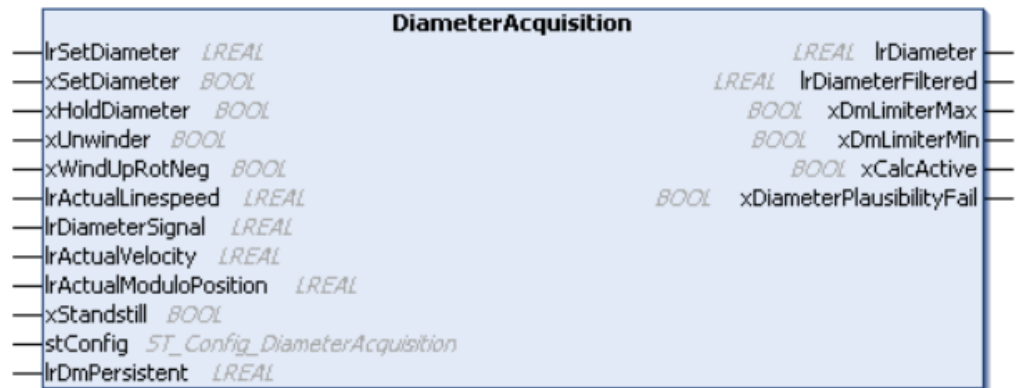 DiameterAcquisition
lrSetDiameter LREAL LREAL lrDiameter
xSetDiameter BOOL LREAL lrDiameterFiltered
xHoldDiameter BOOL BOOL xDmLimiterMax
xUnwinder BOOL BOOL xDmLimiterMin
xWindUpRotNeg BOOL BOOL xCalcActive
lrActualLinespeed LREAL BOOL xDiameterPlausibilityFail
lrDiameterSignal LREAL
lrActualVelocity LREAL
lrActualModuloPosition LREAL
xStandstill BOOL
stConfig ST_Config_DiameterAcquisition
lrDmPersistent LREAL